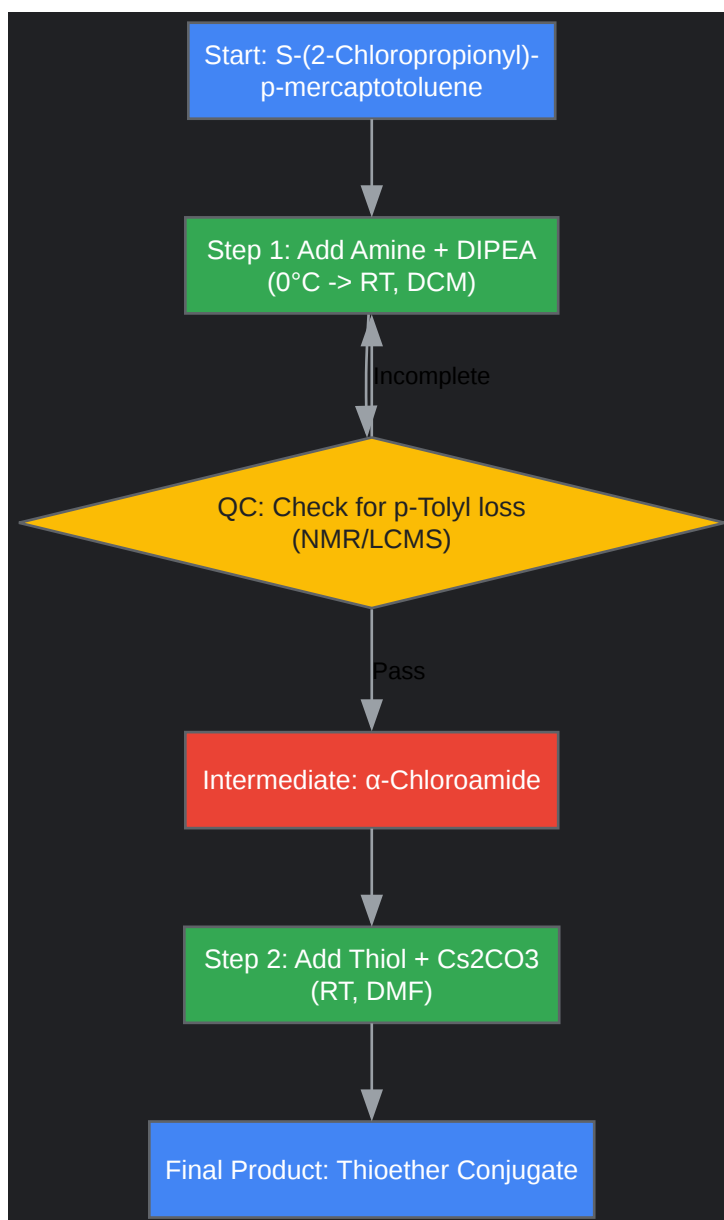 Start: S-(2-Chloropropionyl)-
p-mercaptotoluene
Step 1: Add Amine + DIPEA
(0°C -> RT, DCM)
Incomplete
QC: Check for p-Tolyl loss
(NMR/LCMS)
Pass
Intermediate: α-Chloroamide
Step 2: Add Thiol + Cs2CO3
(RT, DMF)
Final Product: Thioether Conjugate